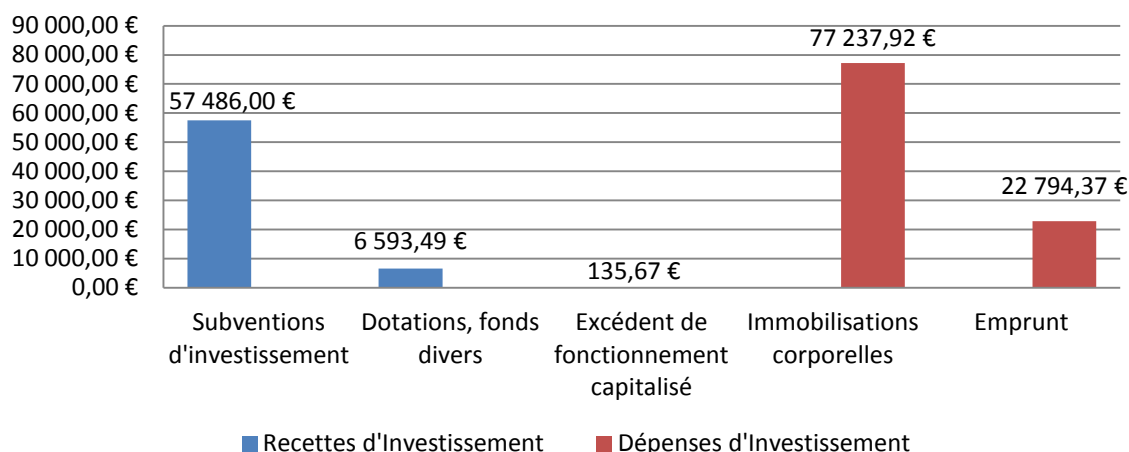 90 000,00 €
80 000,00 €
70 000,00 €
60 000,00 €
50 000,00 €
40 000,00 €
30 000,00 €
20 000,00 €
10 000,00 €
0,00 €
57 486,00 €
6 593,49 €
135,67 €
77 237,92 €
22 794,37 €
Subventions
d'investissement
Dotations, fonds
divers
Excédent de
fonctionnement
capitalisé
Immobilisations
corporelles
Emprunt
Recettes d'Investissement
Dépenses d'Investissement